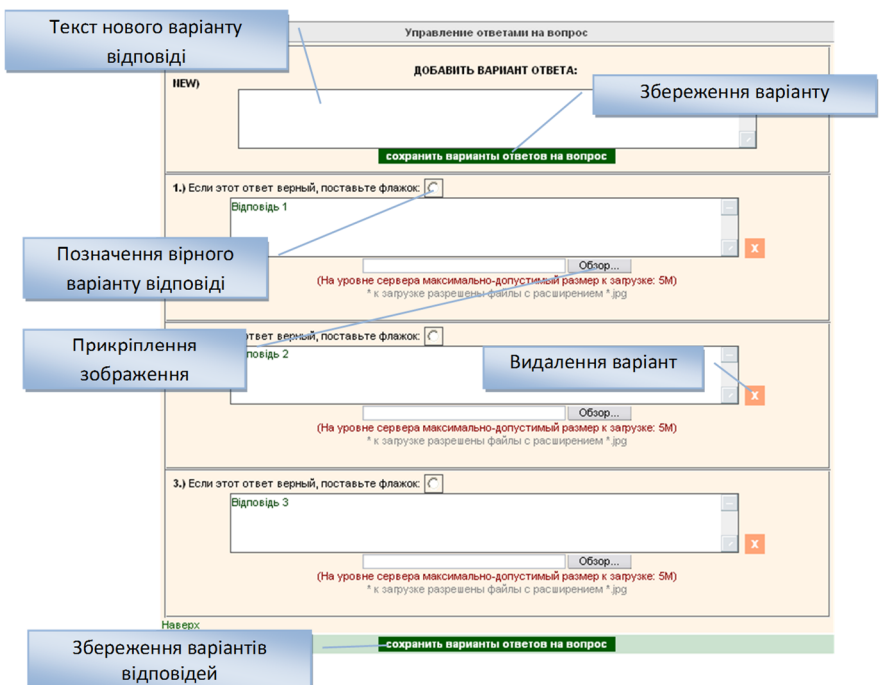 Текст нового варіанту
відповіді
Управление ответами на вопрос
ДОБАВИТЬ ВАРИАНТ ОТВЕТА:
NEW)
Збереження варіанту
сохранить варианты ответов на вопрос
1.) Если этот ответ верный, поставьте флажок:
Відповідь 1
X
Позначення вірного
варіанту відповіді
Обзор...
(На уровне сервера максимально-допустимый размер к загрузке: 5M)
* к загрузке разрешены файлы с расширением *.jpg
Прикріплення
зображення
ответ верный, поставьте флажок:
повідь 2
Видалення варіант
X
Обзор...
(На уровне сервера максимально-допустимый размер к загрузке: 5M)
* к загрузке разрешены файлы с расширением *.jpg
3.) Если этот ответ верный, поставьте флажок:
Відповідь 3
X
Обзор...
(На уровне сервера максимально-допустимый размер к загрузке: 5M)
* к загрузке разрешены файлы с расширением *.jpg
Наверх
сохранить варианты ответов на вопрос
Збереження варіантів
відповідей